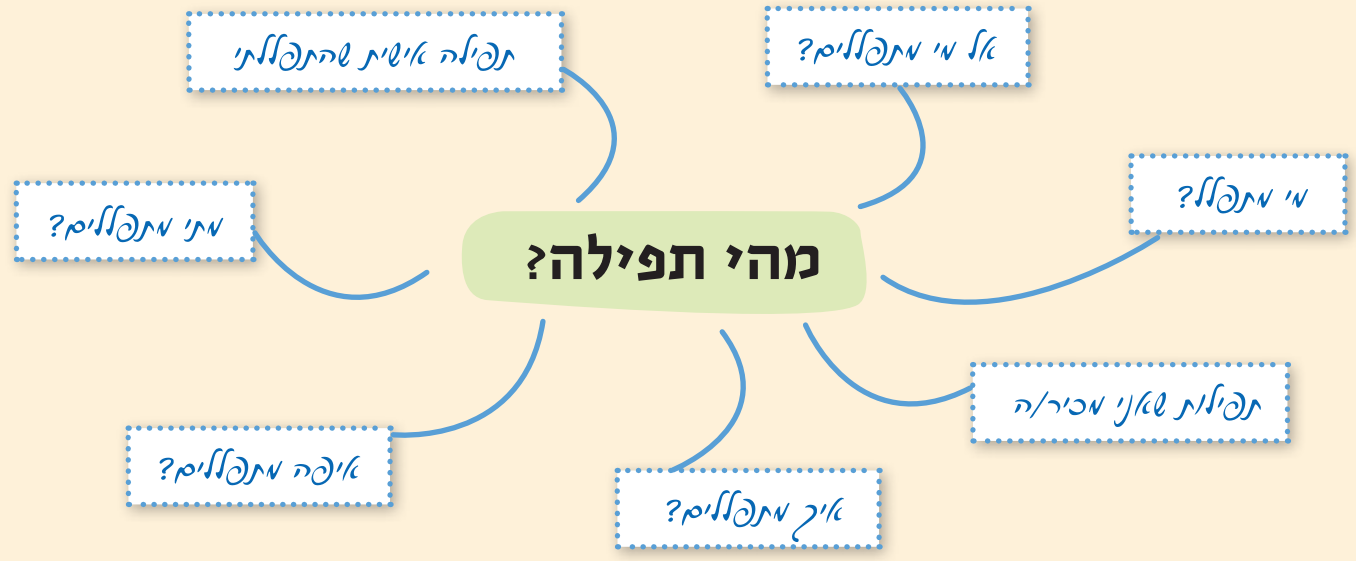 אל מי מתפללים?
תפילה אישית שהתפללתי
מי מתפלל?
מתי מתפללים?
מהי תפילה?
תפילות שאני מכיר/ה
איפה מתפללים?
איך מתפללים?